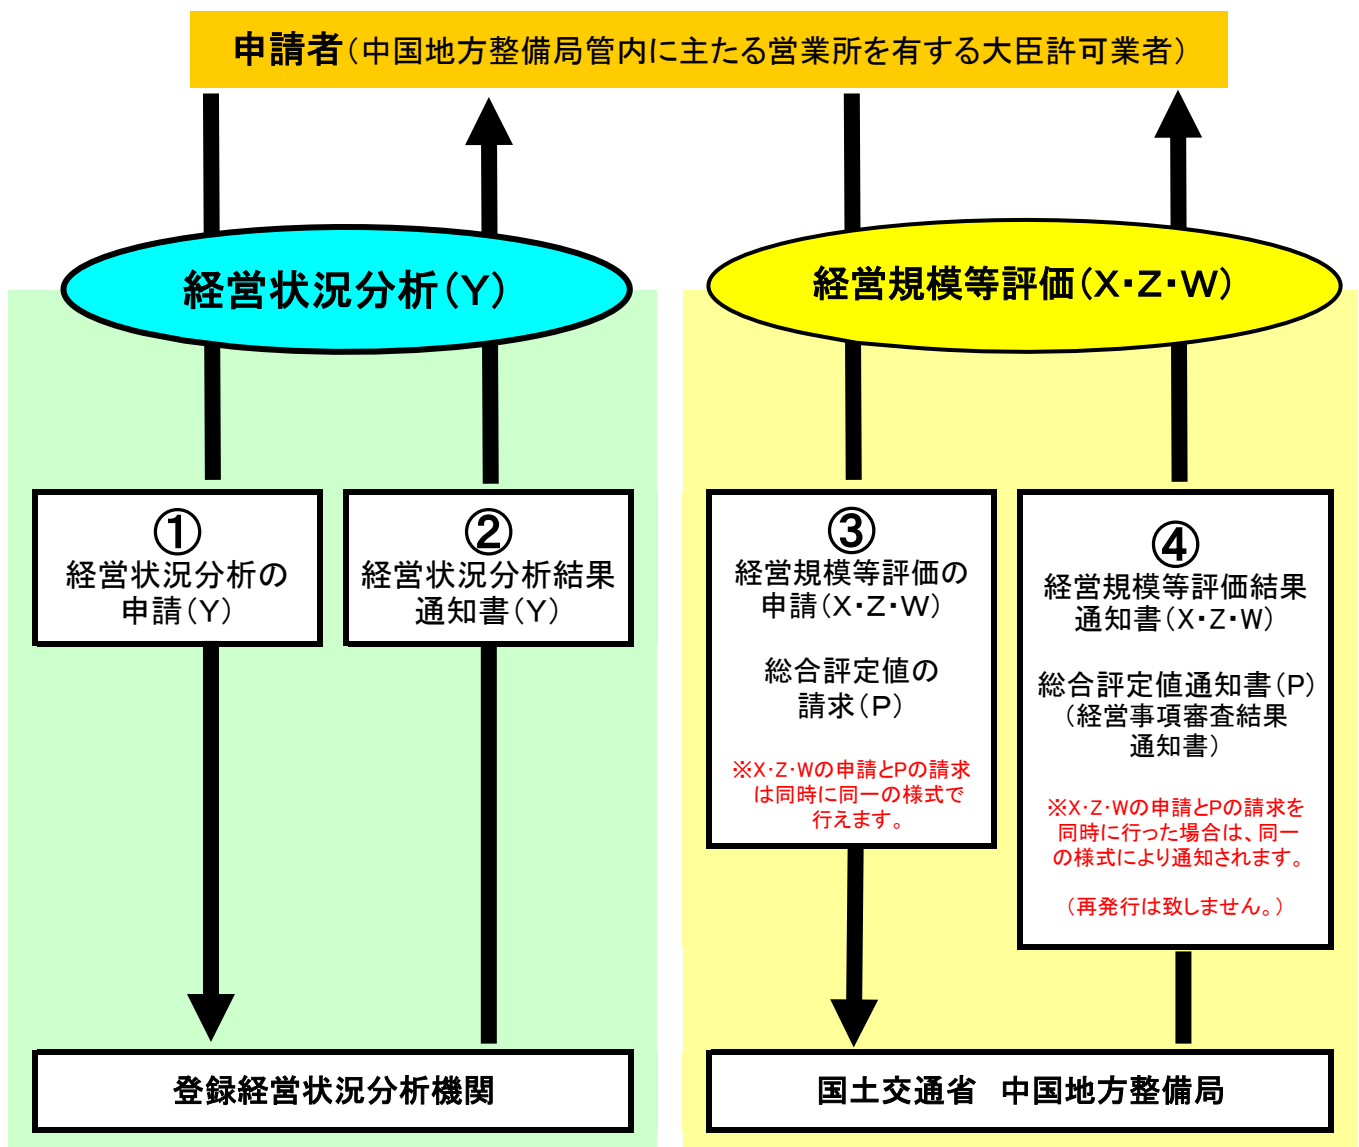 申請者(中国地方整備局管内に主たる営業所を有する大臣許可業者)
経営状況分析(Y)
経営規模等評価(X・Z・W)
①
経営状況分析の
申請(Y)
②
経営状況分析結果
通知書(Y)
③
経営規模等評価の
申請(X・Z・W)
総合評定値の
請求(P)
※X・Z・Wの申請とPの請求
は同時に同一の様式で
行えます。
④
経営規模等評価結果
通知書(X・Z・W)
総合評定値通知書(P)
(経営事項審査結果
通知書)
※X・Z・Wの申請とPの請求を
同時に行った場合は、同一
の様式により通知されます。
(再発行は致しません。)
登録経営状況分析機関
国土交通省 中国地方整備局